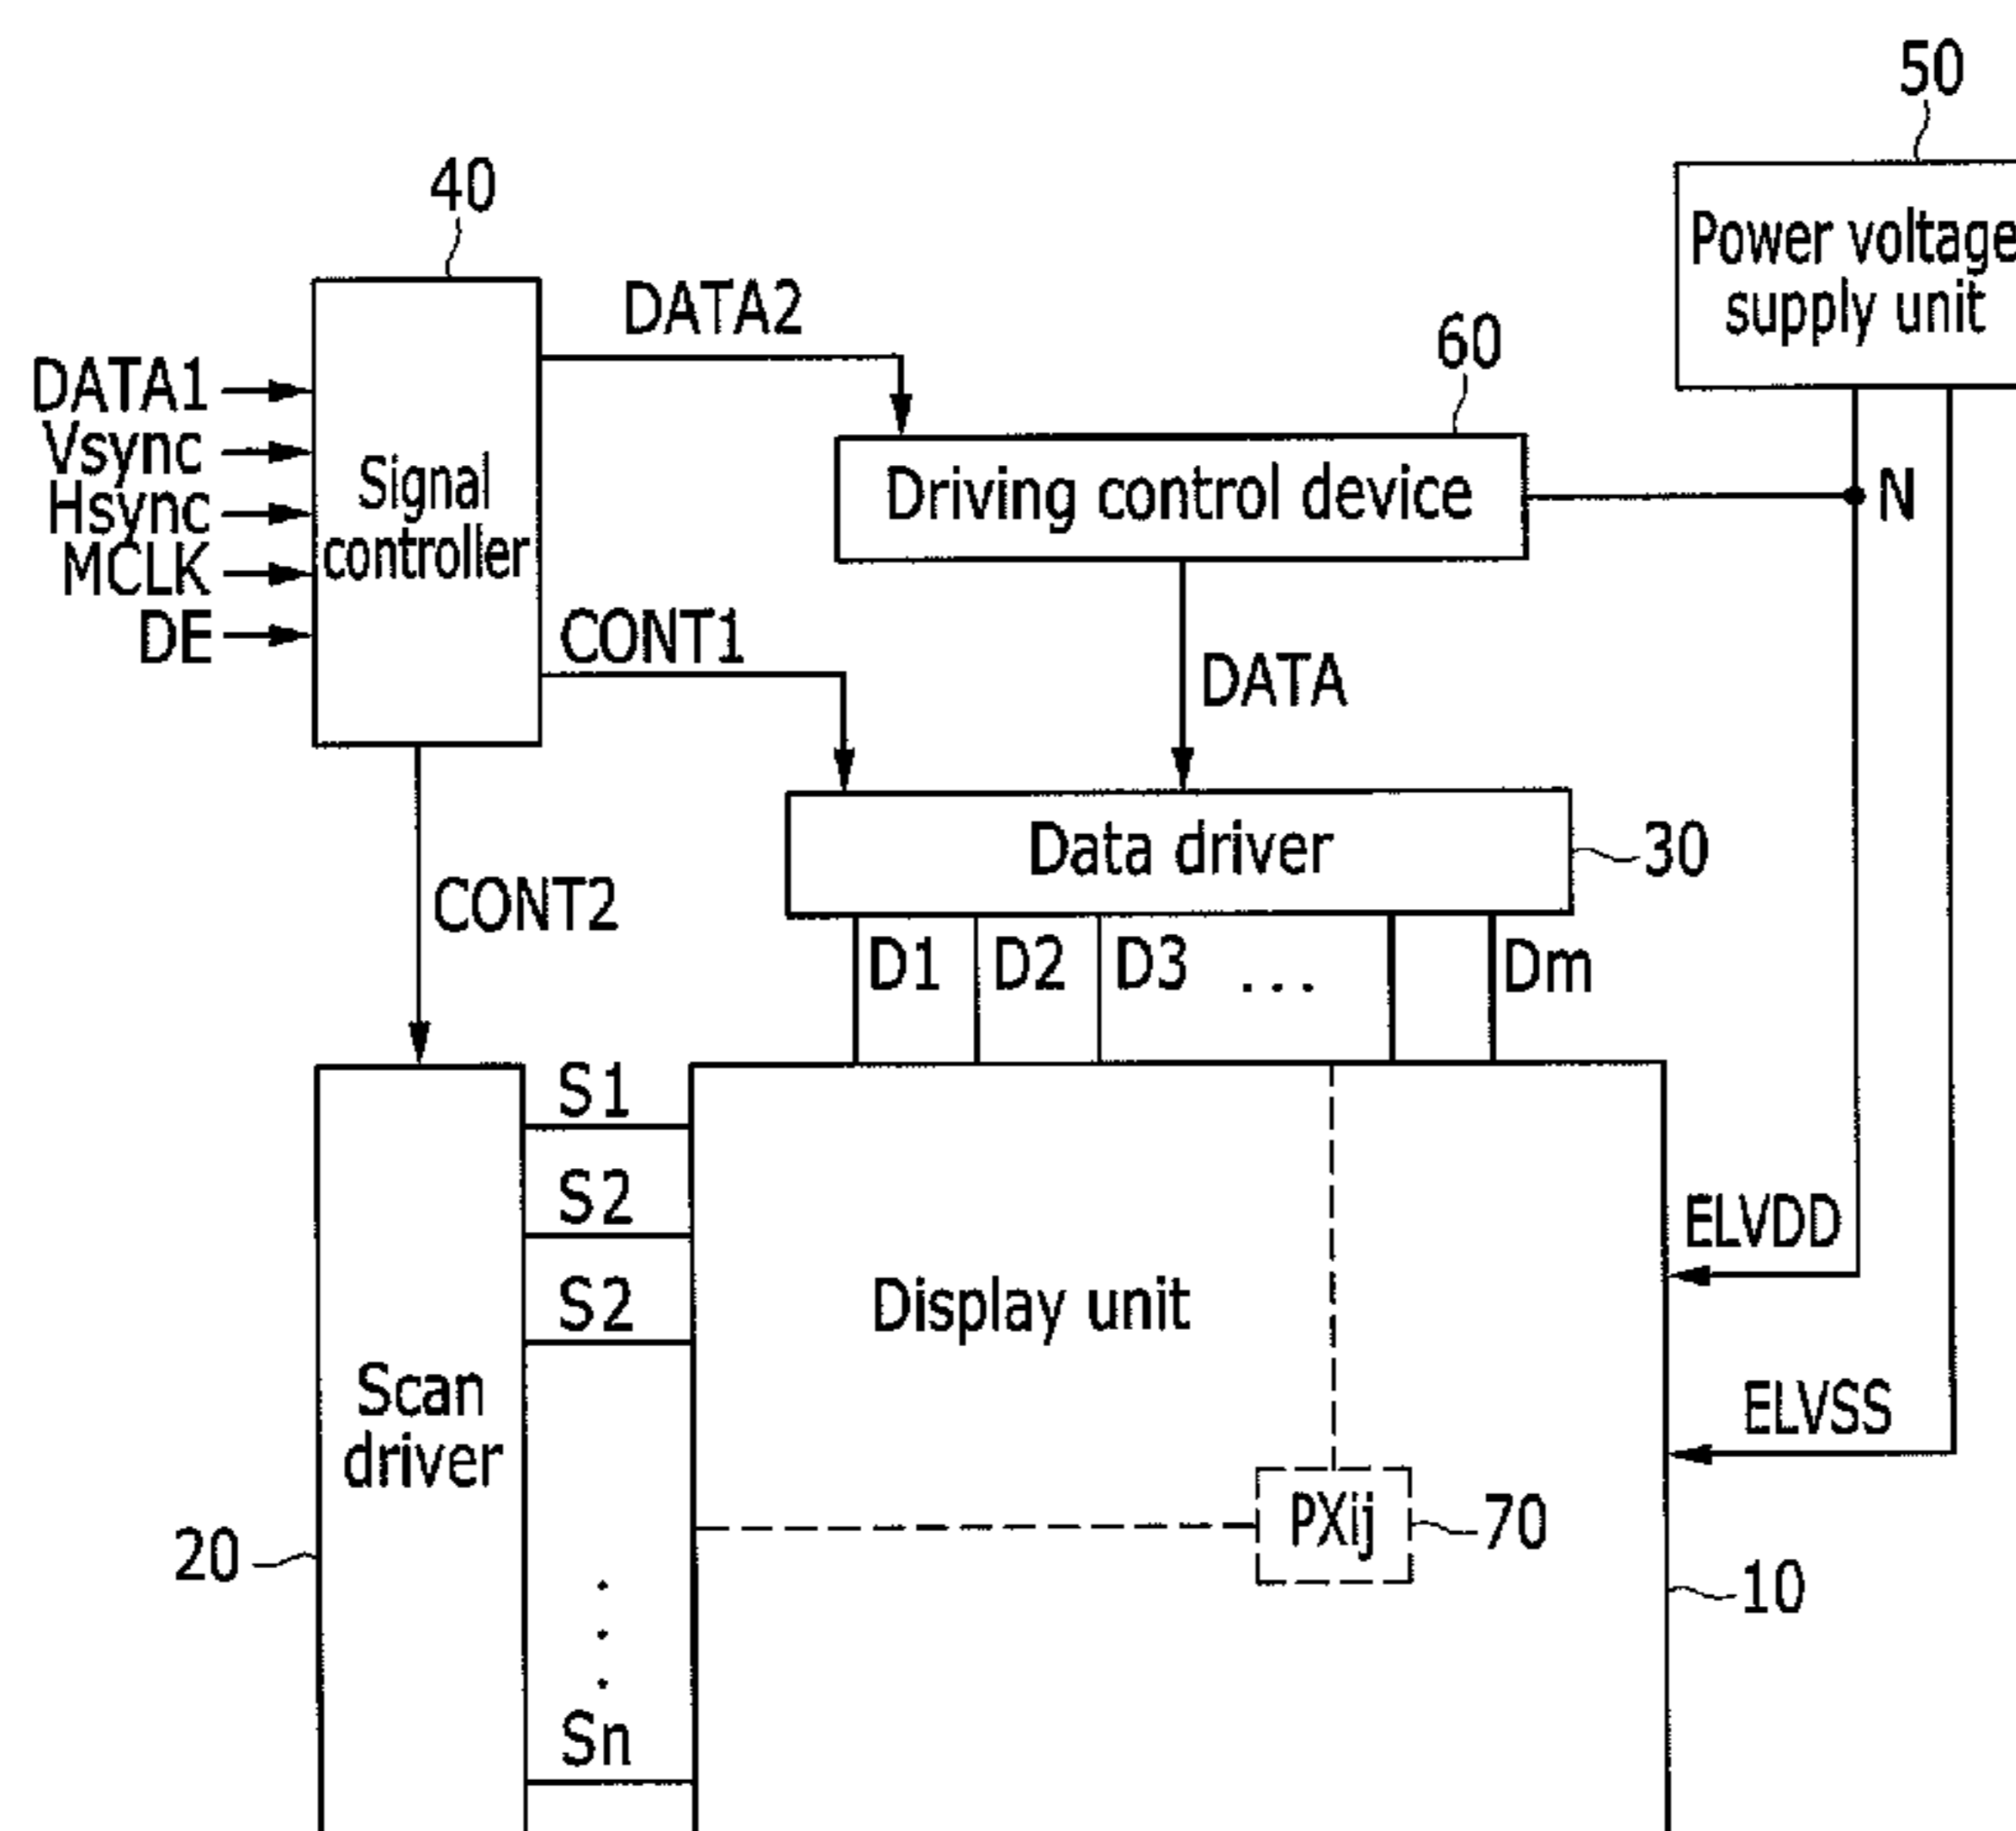 50
Power voltage
supply unit
40
DATA2
60
DATA1
Vsync
Hsync
MCLK
DE
Signal
controller
Driving control device
N
CONT1
DATA
Data driver
30
CONT2
D1
D2
D3
...
Dm
S1
S2
S2
Sn
Scan
driver
20
Display unit
ELVDD
ELVSS
PXij
70
10